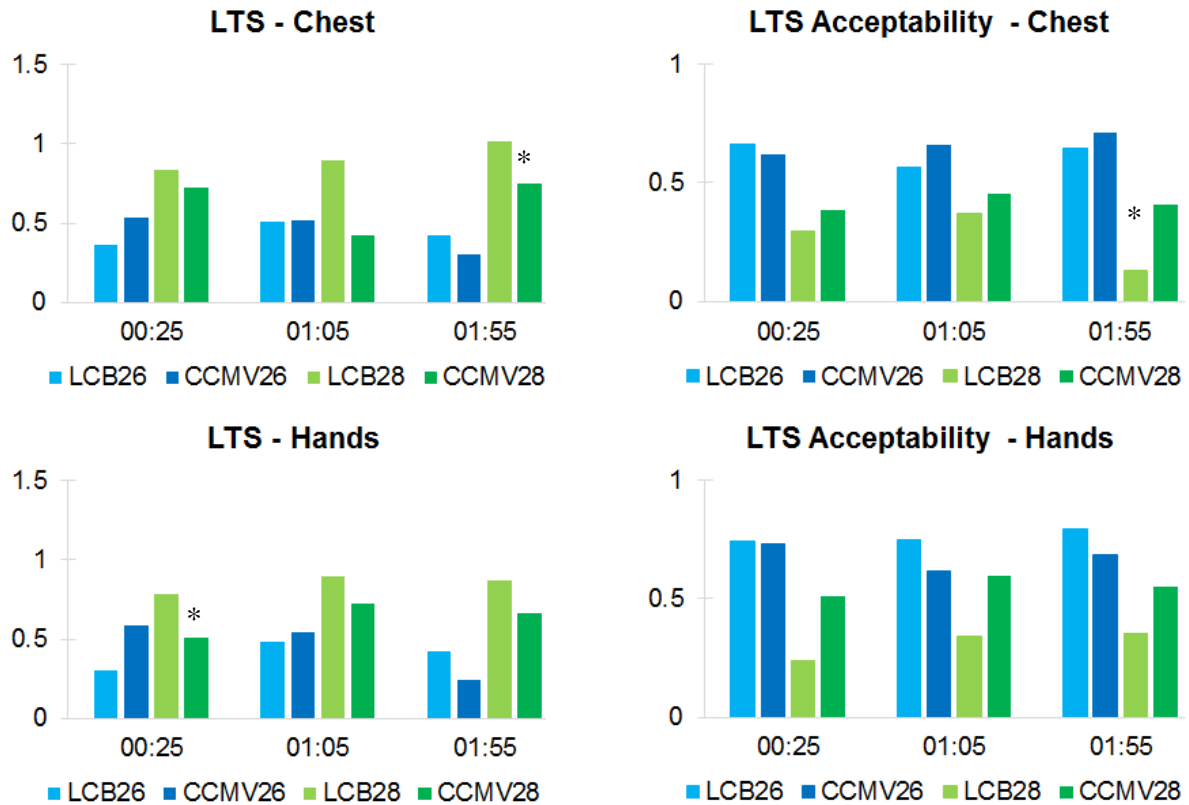 LTS - Chest
1.5
1
0.5
0
*
00:25 01:05 01:55
LCB26 CCMV26 LCB28 CCMV28
LTS Acceptability - Chest
1
0.5
0
*
00:25 01:05 01:55
LCB26 CCMV26 LCB28 CCMV28
LTS - Hands
1.5
1
0.5
0
*
00:25 01:05 01:55
LCB26 CCMV26 LCB28 CCMV28
LTS Acceptability - Hands
1
0.5
0
00:25 01:05 01:55
LCB26 CCMV26 LCB28 CCMV28